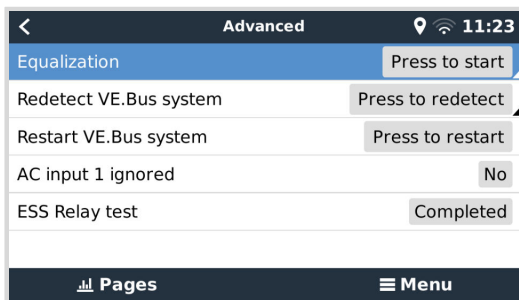 Advanced 11:23
Equalization Press to start
Redetect VE.Bus system Press to redetect
Restart VE.Bus system Press to restart
AC input 1 ignored No
ESS Relay test Completed
Pages Menu